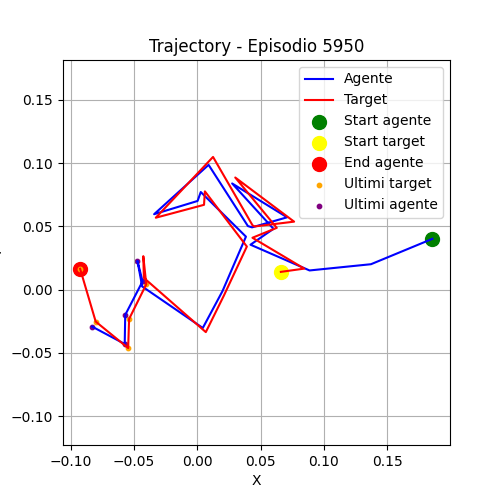 Trajectory - Episodio 5950
Agente
Target
Start agente
Start target
End agente
Ultimi target
Ultimi agente
0.15
0.10
0.05
0.00
−0.05
−0.10
−0.10
−0.05
0.00
0.05
0.10
0.15
X